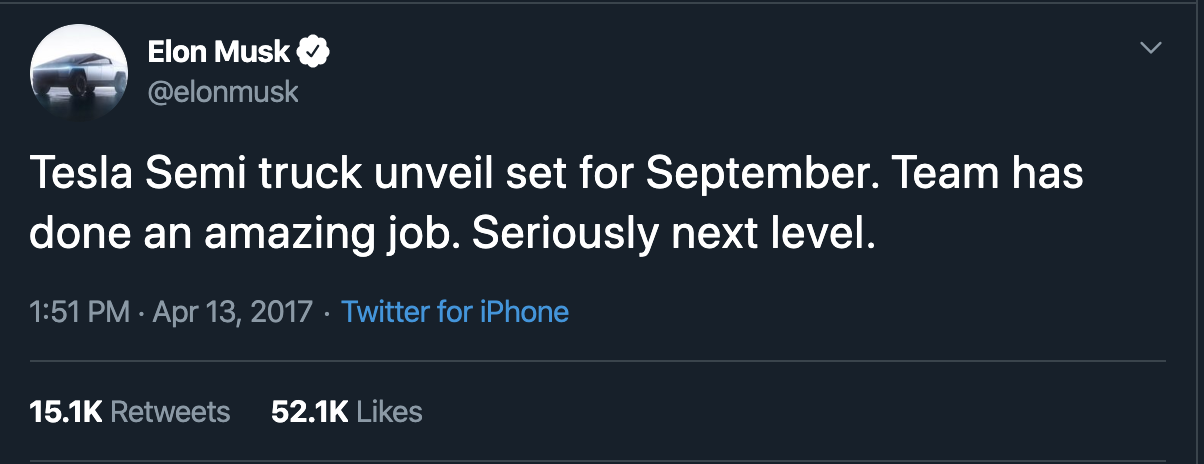 Elon Musk
@elonmusk
Tesla Semi truck unveil set for September. Team has
done an amazing job. Seriously next level.
1:51 PM · Apr 13, 2017 · Twitter for iPhone
15.1K Retweets 52.1K Likes